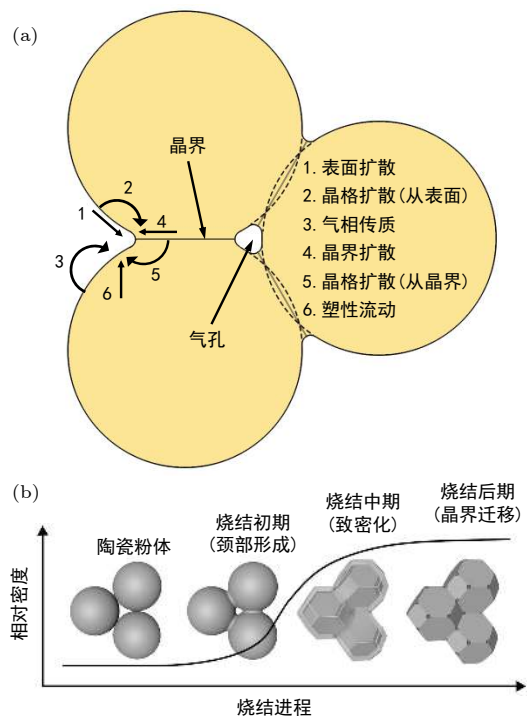 (a)
晶界
1.表面扩散
2.晶格扩散(从表面)
3.气相传质
4.晶界扩散
5.晶格扩散(从晶界)
6.塑性流动
2
1
4
3
5
6
气孔
(b)
陶瓷粉体
烧结初期
(颈部形成)
烧结中期
(致密化)
烧结后期
(晶界迁移)
相对密度
烧结进程